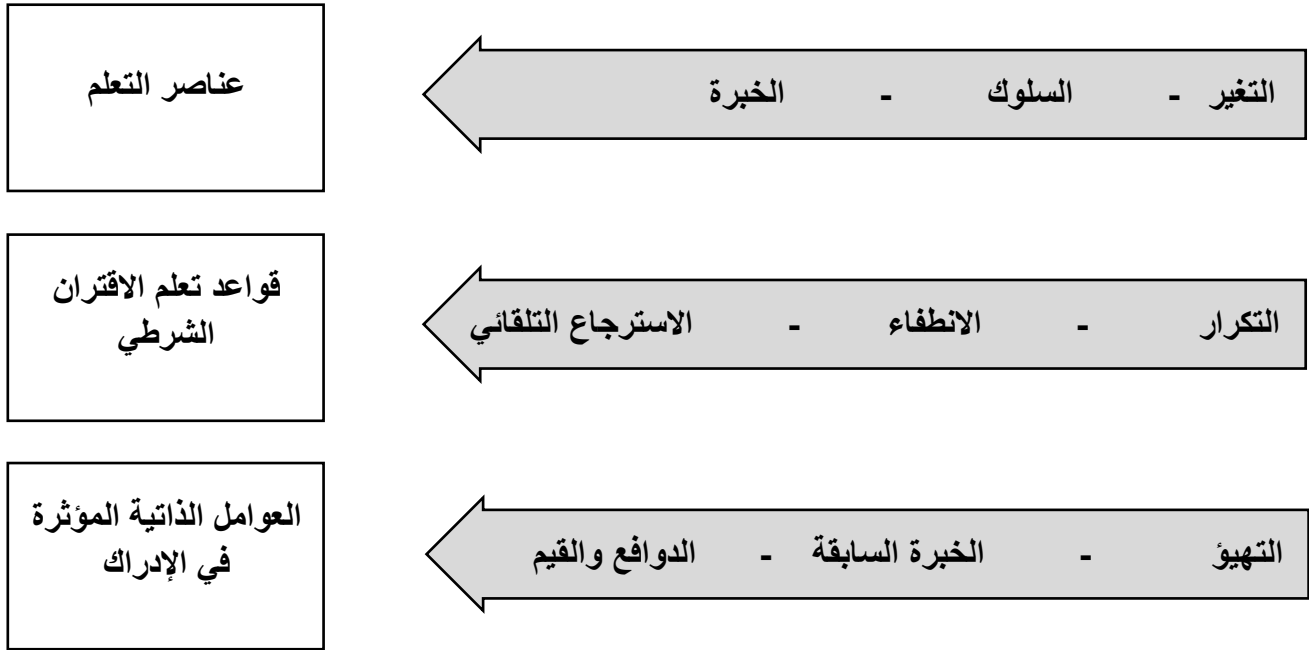 التغير - السلوك - الخبرة
عناصر التعلم
التكرار - الانطفاء - الاسترجاع التلقائي
قواعد تعلم الاقتران
الشرطي
التهيؤ - الخبرة السابقة - الدوافع والقيم
العوامل الذاتية المؤثرة
في الإدراك